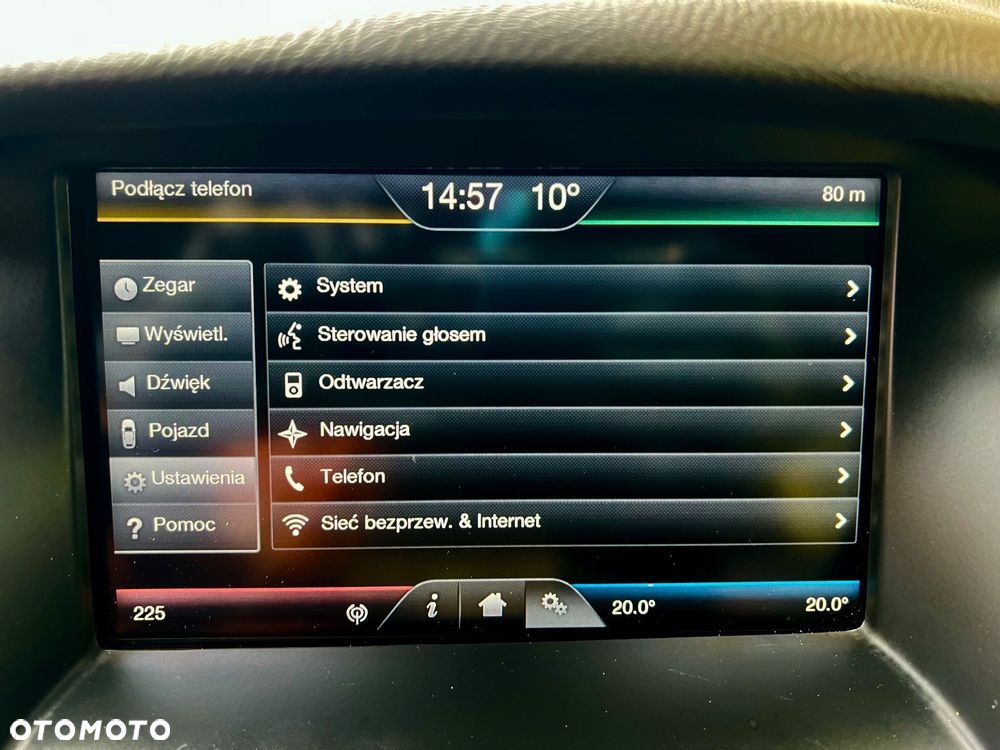 Podłącz telefon
14:57 10°
80 m
Zegar
Wyświetl.
Dźwięk
Pojazd
Ustawienia
Pomoc
System
Sterowanie głosem
Odtwarzacz
Nawigacja
Telefon
Sieć bezprzew. & Internet
225
i
20.0°
20.0°
OTOMOTO